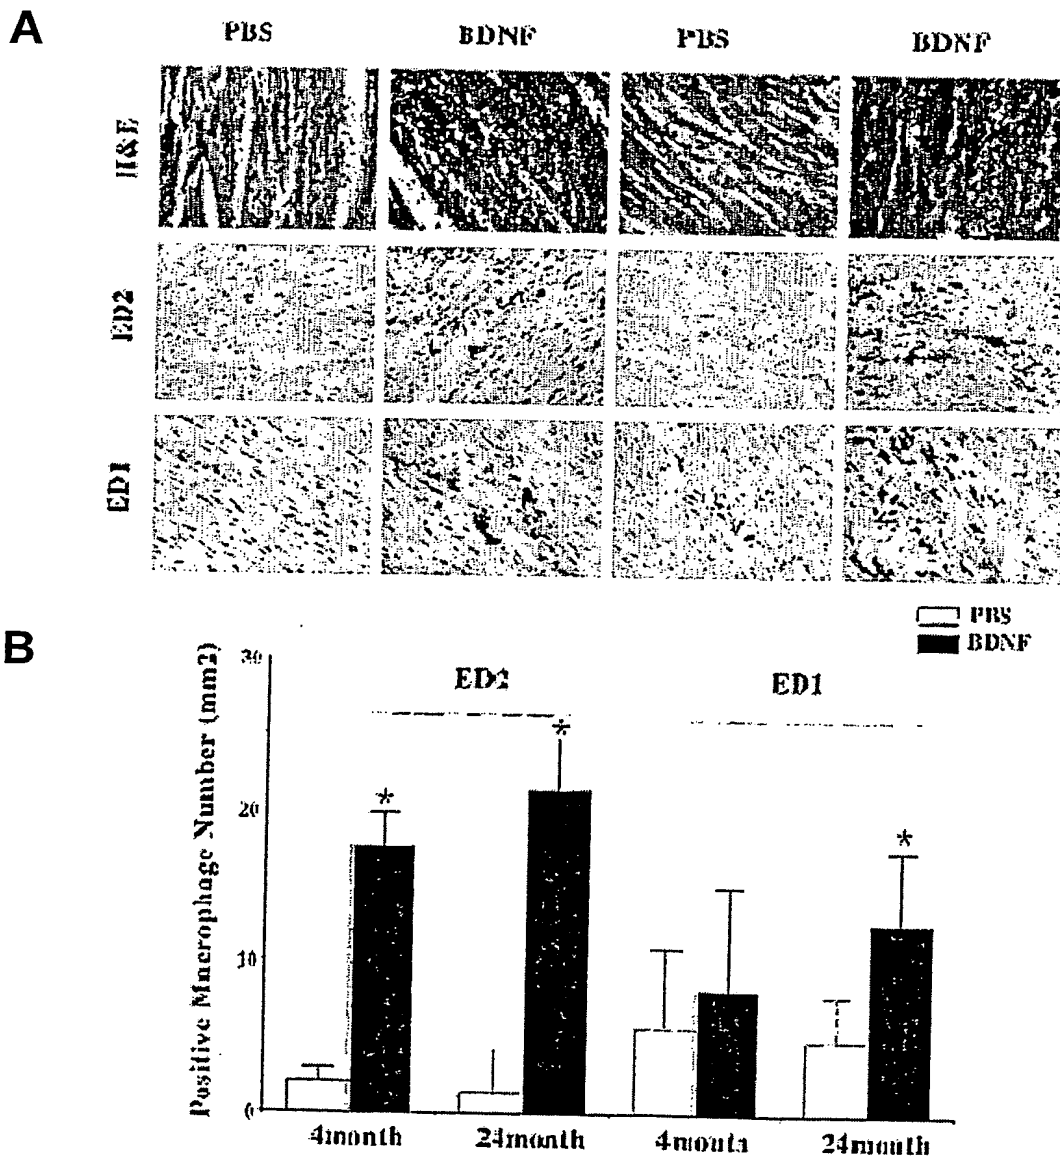 A
PBS BDNF PBS BDNF
H&E
ED2
ED1
PBS
BDNF
B
Positive Macrophage Number (mm2)
30
20
10
0
ED2 ED1
* * *
4month 24month 4month 24month